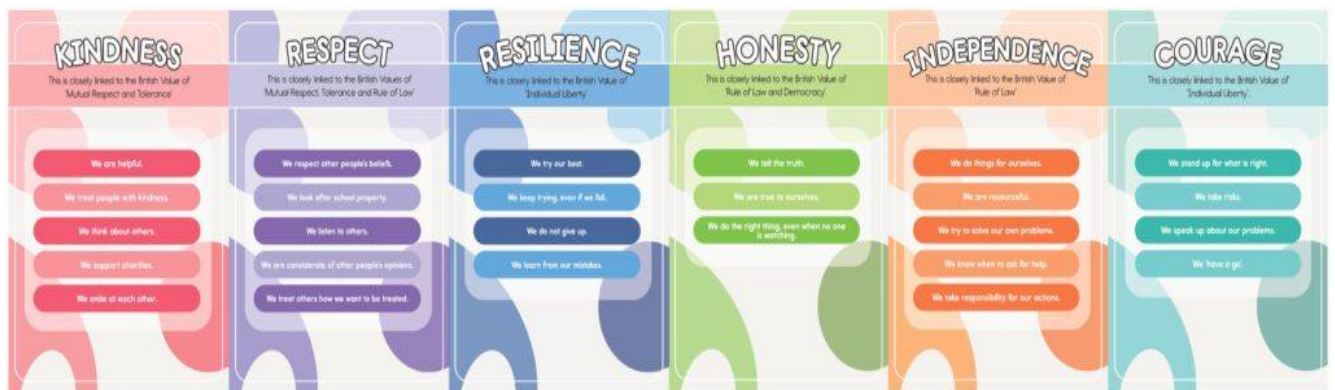 KINDNESS
This is closely linked to the British Value of
'Mutual Respect and Tolerance'
We are helpful.
We treat people with kindness.
We think about others.
We support charities.
We smile at each other.
RESPECT
This is closely linked to the British Values of
'Mutual Respect, Tolerance and Rule of Law'
We respect other people's beliefs.
We look after school property.
We listen to others.
We are considerate of other people's opinions.
We treat others how we want to be treated.
RESILIENCE
This is closely linked to the British Value of
'Individual Liberty'
We try our best.
We keep trying, even if we fail.
We do not give up.
We learn from our mistakes.
HONESTY
This is closely linked to the British Value of
'Rule of Law and Democracy'
We tell the truth.
We are true to ourselves.
We do the right thing, even when no one
is watching.
INDEPENDENCE
This is closely linked to the British Value of
'Rule of Law'
We do things for ourselves.
We are resourceful.
We try to solve our own problems.
We know when to ask for help.
We take responsibility for our actions.
COURAGE
This is closely linked to the British Value of
'Individual Liberty'.
We stand up for what is right.
We take risks.
We speak up about our problems.
We 'have a go'.